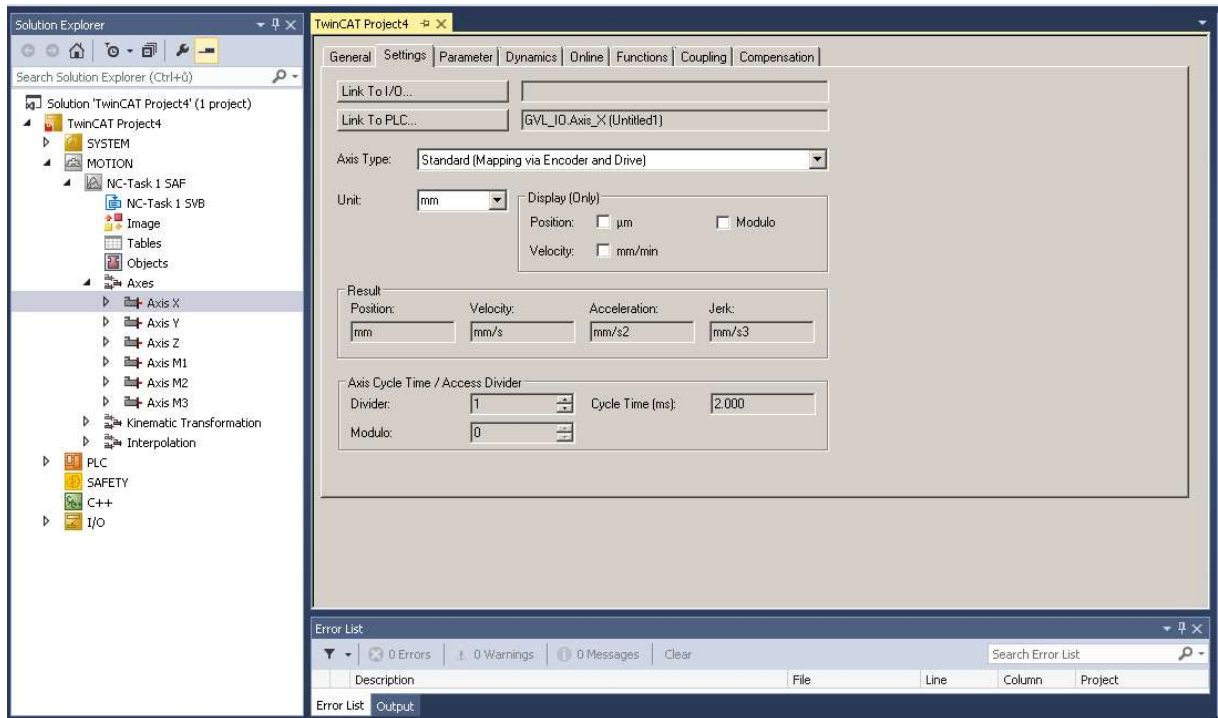 Solution Explorer
Search Solution Explorer (Ctrl+ů)
Solution 'TwinCAT Project4' (1 project)
TwinCAT Project4
SYSTEM
MOTION
NC-Task 1 SAF
NC-Task 1 SVB
Image
Tables
Objects
Axes
Axis X
Axis Y
Axis Z
Axis M1
Axis M2
Axis M3
Kinematic Transformation
Interpolation
PLC
SAFETY
C++
I/O
TwinCAT Project4
General Settings Parameter Dynamics Online Functions Coupling Compensation
Link To I/O...
Link To PLC... GVL_IO.Axis_X (Untitled1)
Axis Type: Standard (Mapping via Encoder and Drive)
Unit: mm Display (Only)
Position: µm Modulo
Velocity: mm/min
Result
Position: Velocity: Acceleration: Jerk:
mm mm/s mm/s2 mm/s3
Axis Cycle Time / Access Divider
Divider: 1 Cycle Time (ms): 2.000
Modulo: 0
Error List
0 Errors 0 Warnings 0 Messages Clear Search Error List
Description File Line Column Project
Error List Output